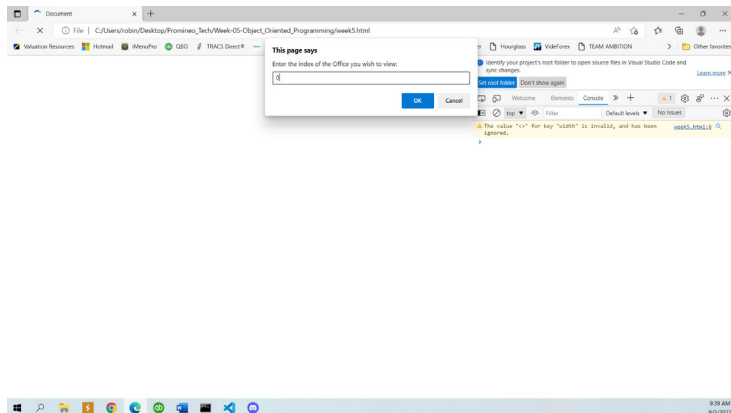 Document
File
C:/Users/robin/Desktop/Promineo_Tech/Week-05-Object_Oriented_Programming/week5.html
Valuation Resources Hotmail iMenuPro QBO TRACS Direct® Hourglass VideForex TEAM AMBITION Other favorites
This page says
Enter the index of the Office you wish to view:
0
OK Cancel
Identify your project's root folder to open source files in Visual Studio Code and
sync changes.
Learn more
Set root folder Don't show again
Welcome Elements Console 1
top Filter Default levels No Issues
The value "<>" for key "width" is invalid, and has been week5.html:6
ignored.
9:39 AM